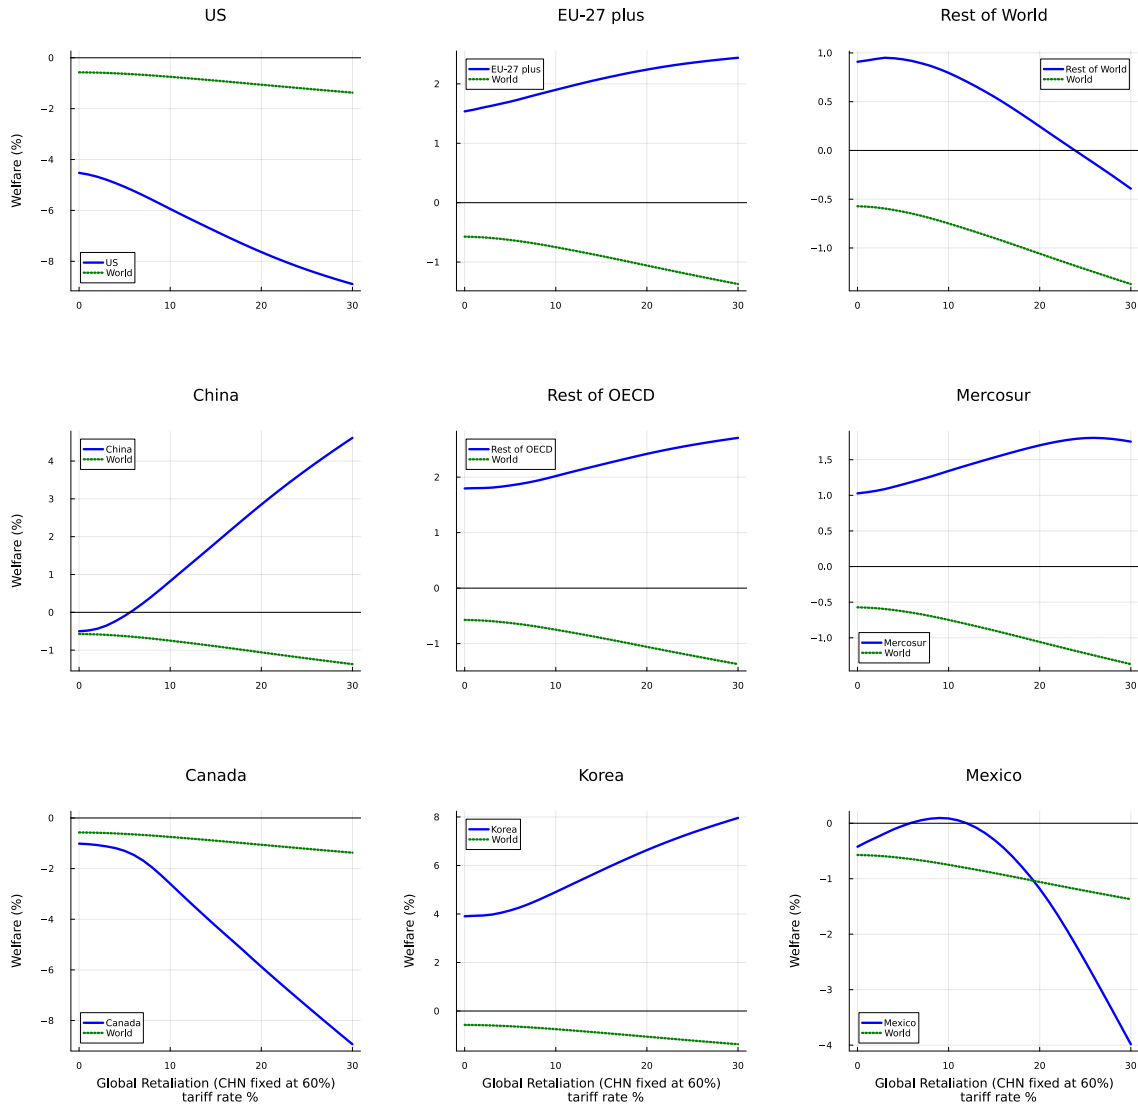 US
EU-27 plus
Rest of World
Welfare (%)
0
−2
−4
−6
−8
US
World
0
10
20
30
2
1
0
−1
EU-27 plus
World
0
10
20
30
1.0
0.5
0.0
−0.5
−1.0
Rest of World
World
0
10
20
30
China
Rest of OECD
Mercosur
Welfare (%)
4
3
2
1
0
−1
China
World
0
10
20
30
2
1
0
−1
Rest of OECD
World
0
10
20
30
1.5
1.0
0.5
0.0
−0.5
−1.0
Mercosur
World
0
10
20
30
Canada
Korea
Mexico
Welfare (%)
0
−2
−4
−6
−8
Canada
World
0
10
20
30
Global Retaliation (CHN fixed at 60%)
tariff rate %
Welfare (%)
8
6
4
2
0
Korea
World
0
10
20
30
Global Retaliation (CHN fixed at 60%)
tariff rate %
Welfare (%)
0
−1
−2
−3
−4
Mexico
World
0
10
20
30
Global Retaliation (CHN fixed at 60%)
tariff rate %